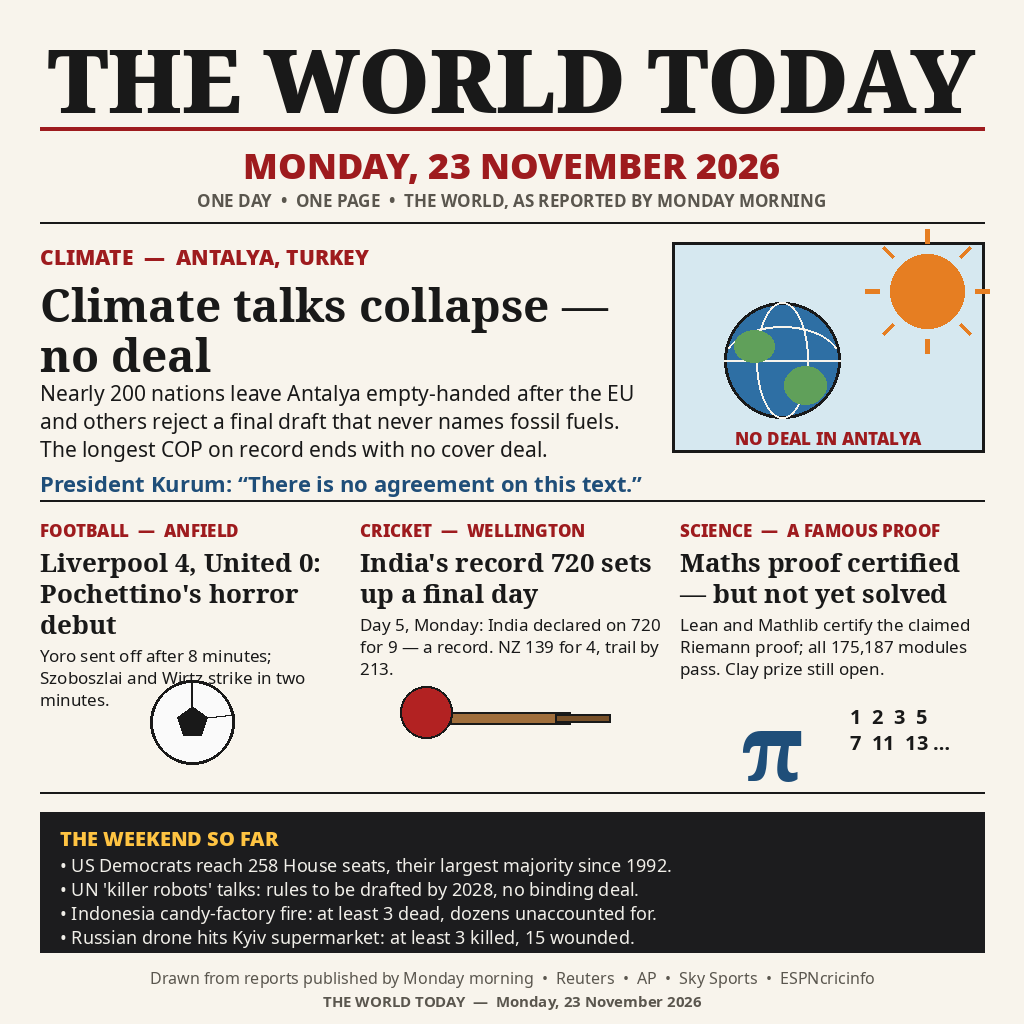 THE WORLD TODAY
MONDAY, 23 NOVEMBER 2026
ONE DAY • ONE PAGE • THE WORLD, AS REPORTED BY MONDAY MORNING
CLIMATE — ANTALYA, TURKEY
Climate talks collapse —
no deal
Nearly 200 nations leave Antalya empty-handed after the EU
and others reject a final draft that never names fossil fuels.
The longest COP on record ends with no cover deal.
President Kurum: “There is no agreement on this text.”
NO DEAL IN ANTALYA
FOOTBALL — ANFIELD
Liverpool 4, United 0:
Pochettino's horror
debut
Yoro sent off after 8 minutes;
Szoboszlai and Wirtz strike in two
minutes.
CRICKET — WELLINGTON
India's record 720 sets
up a final day
Day 5, Monday: India declared on 720
for 9 — a record. NZ 139 for 4, trail by
213.
SCIENCE — A FAMOUS PROOF
Maths proof certified
— but not yet solved
Lean and Mathlib certify the claimed
Riemann proof; all 175,187 modules
pass. Clay prize still open.
π
1 2 3 5
7 11 13 ...
THE WEEKEND SO FAR
• US Democrats reach 258 House seats, their largest majority since 1992.
• UN 'killer robots' talks: rules to be drafted by 2028, no binding deal.
• Indonesia candy-factory fire: at least 3 dead, dozens unaccounted for.
• Russian drone hits Kyiv supermarket: at least 3 killed, 15 wounded.
Drawn from reports published by Monday morning • Reuters • AP • Sky Sports • ESPNcricinfo
THE WORLD TODAY — Monday, 23 November 2026